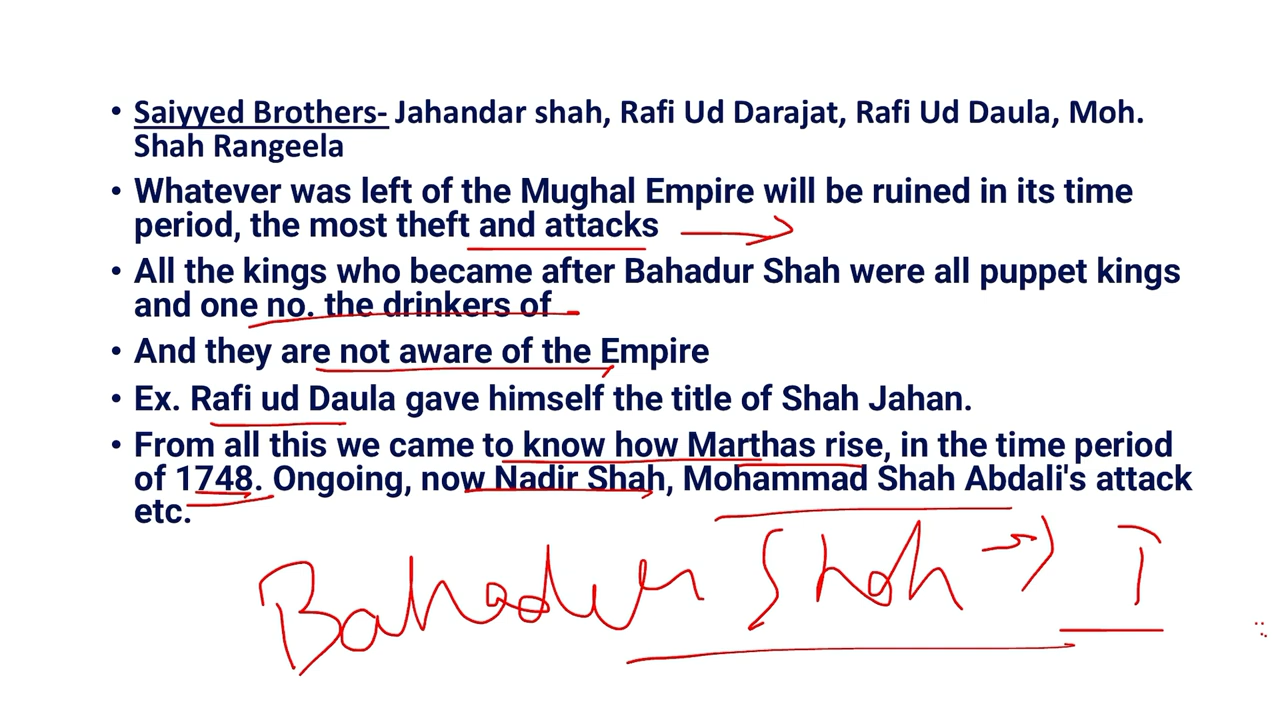 • Saiyyed Brothers- Jahandar shah, Rafi Ud Darajat, Rafi Ud Daula, Moh.
Shah Rangeela
• Whatever was left of the Mughal Empire will be ruined in its time
period, the most theft and attacks
• All the kings who became after Bahadur Shah were all puppet kings
and one no. the drinkers of
• And they are not aware of the Empire
• Ex. Rafi ud Daula gave himself the title of Shah Jahan.
• From all this we came to know how Marthas rise, in the time period
of 1748. Ongoing, now Nadir Shah, Mohammad Shah Abdali's attack
etc.
Bahadur Shah → I